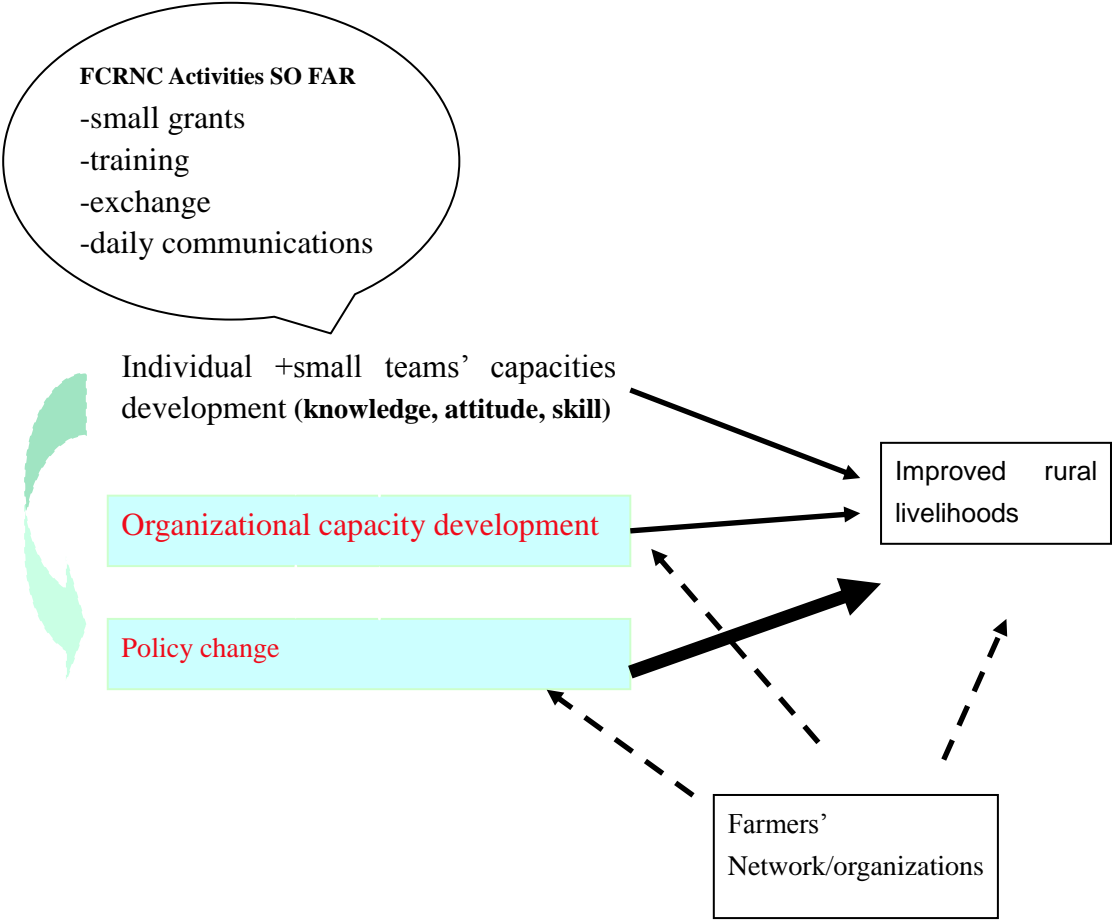 FCRNC Activities SO FAR
-small grants
-training
-exchange
-daily communications
Individual +small teams’ capacities
development (knowledge, attitude, skill)
Improved rural
livelihoods
Organizational capacity development
Policy change
Farmers’
Network/organizations